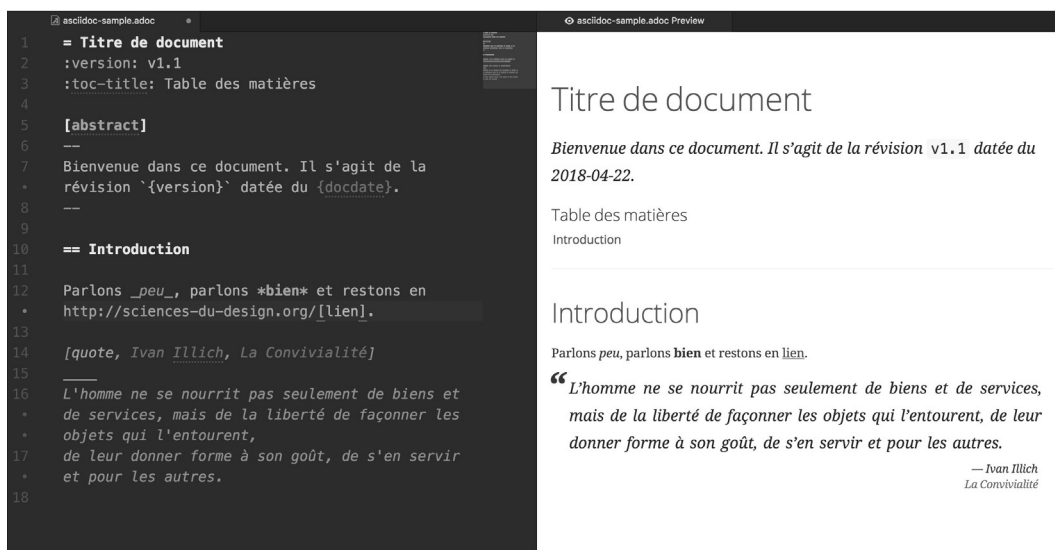 asciidoc-sample.adoc
1 = Titre de document
2 :version: v1.1
3 :toc-title: Table des matières
4
5 [abstract]
6 --
7 Bienvenue dans ce document. Il s'agit de la
• révision `{version}` datée du {docdate}.
8 --
9
10 == Introduction
11
12 Parlons _peu_, parlons *bien* et restons en
• http://sciences-du-design.org/[lien].
13
14 [quote, Ivan Illich, La Convivialité]
15 ____
16 L'homme ne se nourrit pas seulement de biens et
• de services, mais de la liberté de façonner les
• objets qui l'entourent,
17 de leur donner forme à son goût, de s'en servir
• et pour les autres.
18
asciidoc-sample.adoc Preview
Titre de document
Bienvenue dans ce document. Il s’agit de la révision v1.1 datée du
2018-04-22.
Table des matières
Introduction
Introduction
Parlons peu, parlons bien et restons en lien.
“ L’homme ne se nourrit pas seulement de biens et de services,
mais de la liberté de façonner les objets qui l’entourent, de leur
donner forme à son goût, de s’en servir et pour les autres.
— Ivan Illich
La Convivialité